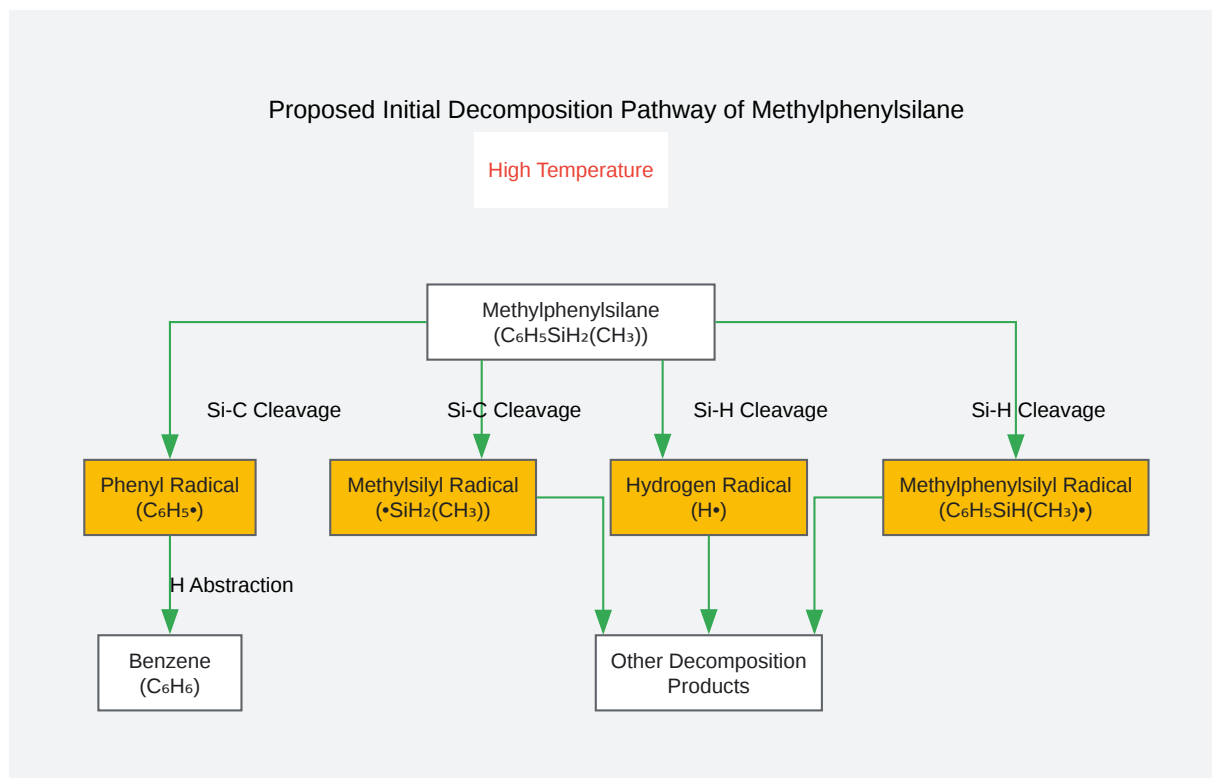 Proposed Initial Decomposition Pathway of Methylphenylsilane
High Temperature
Methylphenylsilane
(C₆H₅SiH₂(CH₃))
Si-C Cleavage
Si-C Cleavage
Si-H Cleavage
Si-H Cleavage
Phenyl Radical
(C₆H₅•)
Methylsilyl Radical
(•SiH₂(CH₃))
Hydrogen Radical
(H•)
Methylphenylsilyl Radical
(C₆H₅SiH(CH₃)•)
H Abstraction
Benzene
(C₆H₆)
Other Decomposition
Products